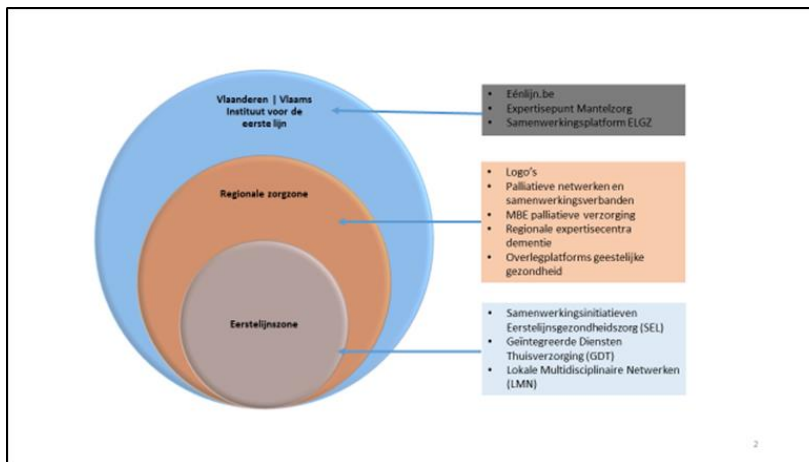 Vlaanderen | Vlaams
Instituut voor de
eerste lijn
Regionale zorgzone
Eerstelijnszone
• Eénlijn.be
• Expertisepunt Mantelzorg
• Samenwerkingsplatform ELGZ
• Logo's
• Palliatieve netwerken en
samenwerkingsverbanden
• MBE palliatieve verzorging
• Regionale expertisecentra
dementie
• Overlegplatforms geestelijke
gezondheid
• Samenwerkingsinitiatieven
Eerstelijnsgezondheidszorg (SEL)
• Geïntegreerde Diensten
Thuisverzorging (GDT)
• Lokale Multidisciplinaire Netwerken
(LMN)
2